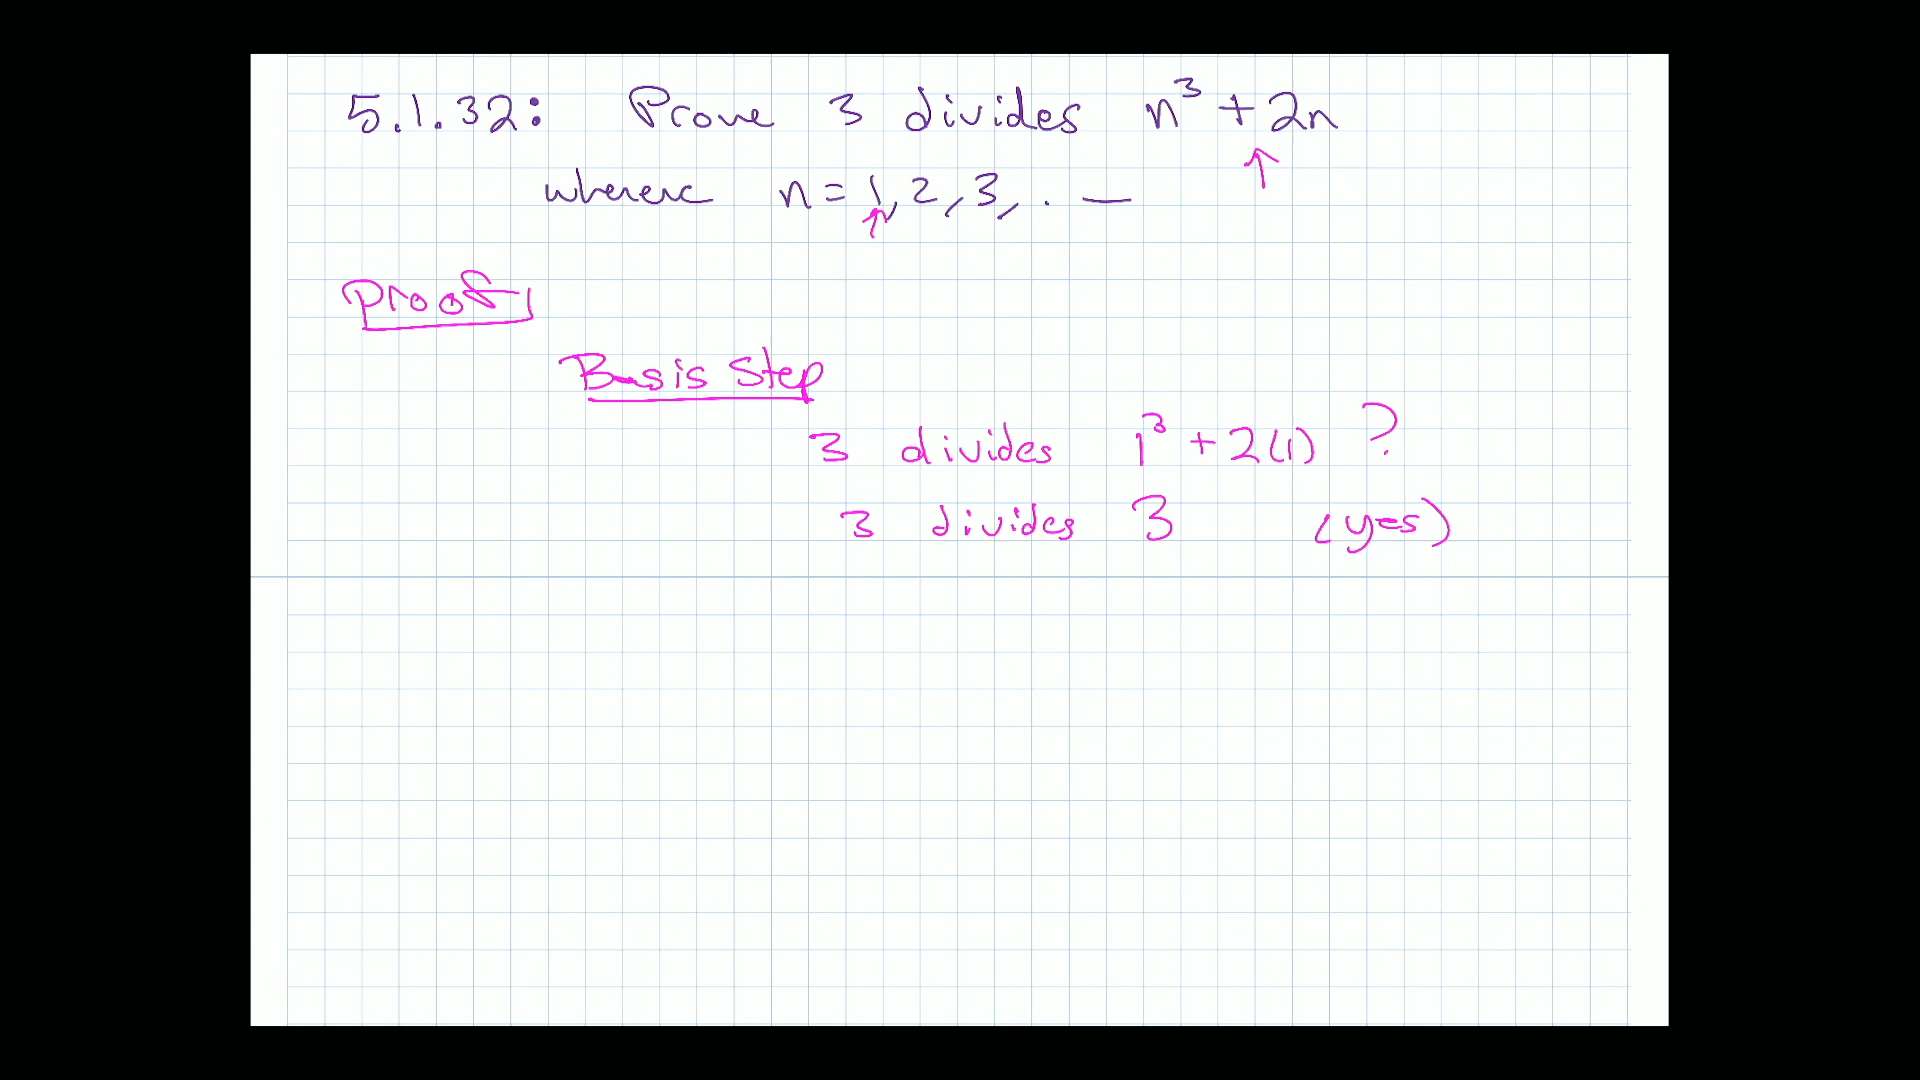 5.1.32: Prove 3 divides n³ + 2n
where n = 1, 2, 3, . —
Proof
Basis Step
3 divides 1³ + 2(1) ?
3 divides 3 (yes)